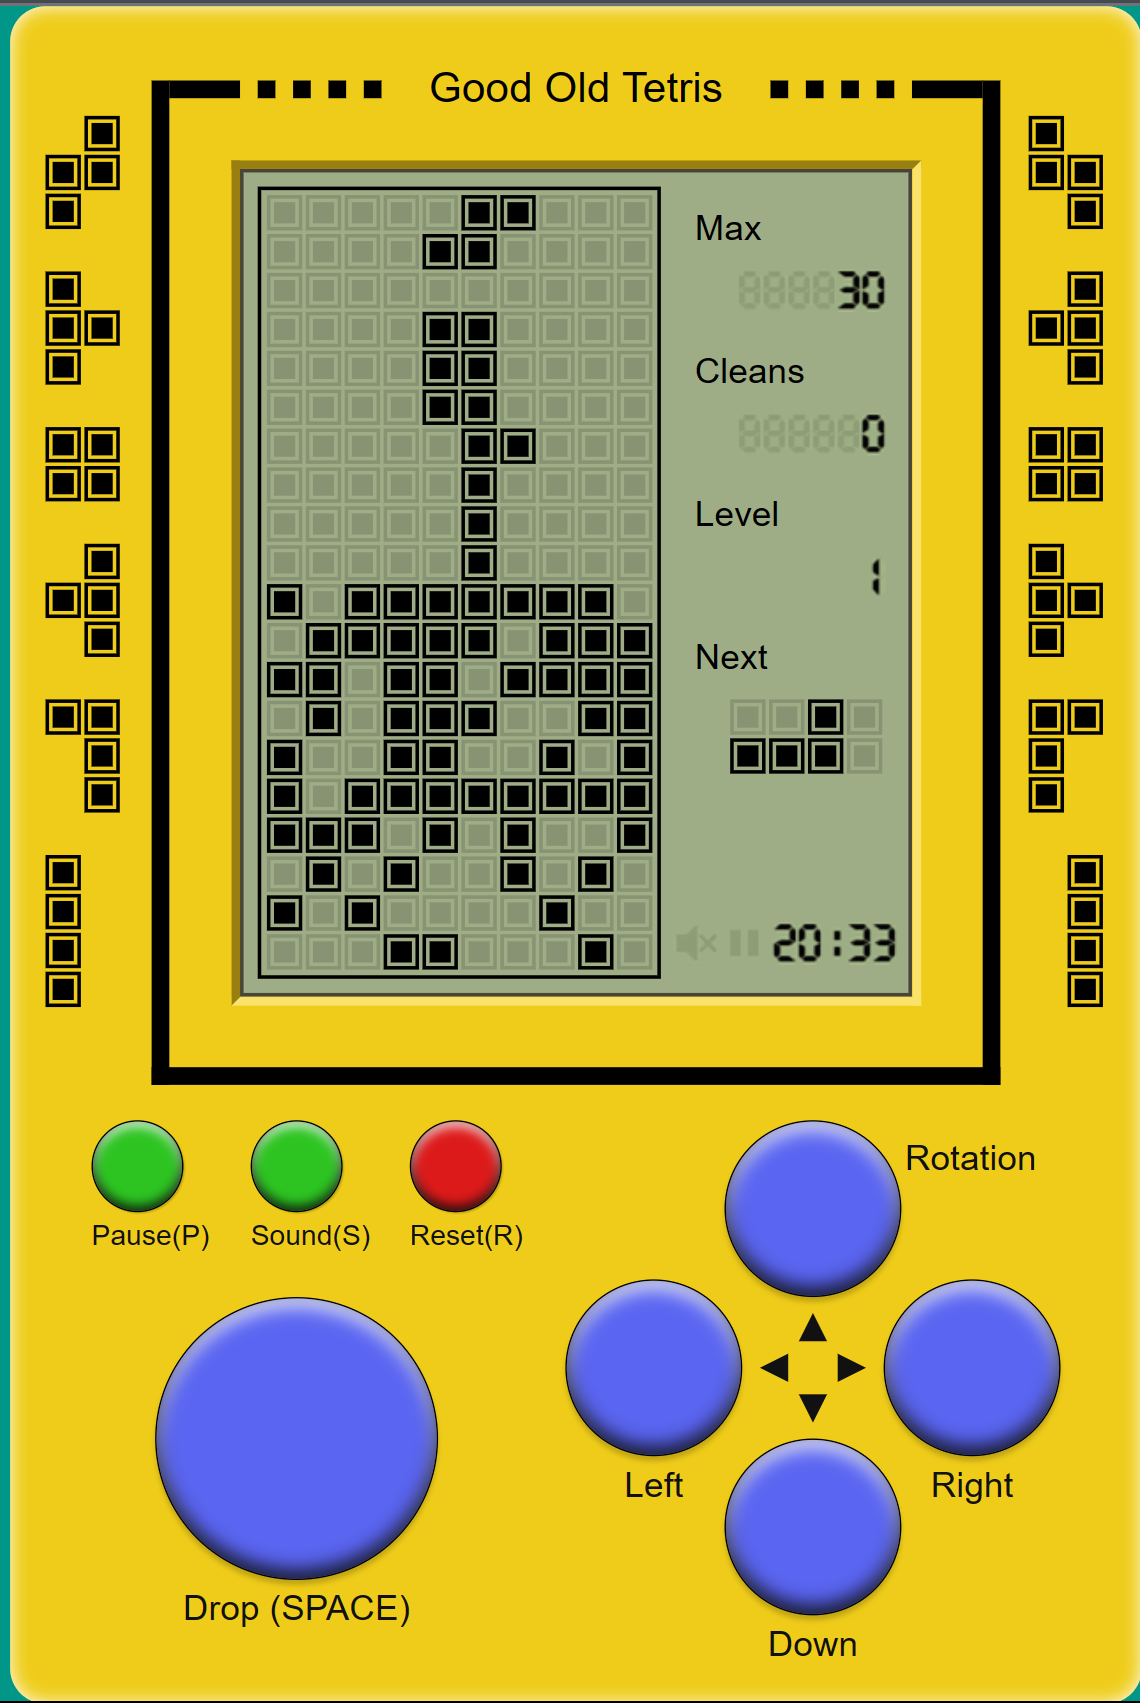 Good Old Tetris
Max
30
Cleans
0
Level
1
Next
20:33
Pause(P)
Sound(S)
Reset(R)
Rotation
Left
Right
Drop (SPACE)
Down